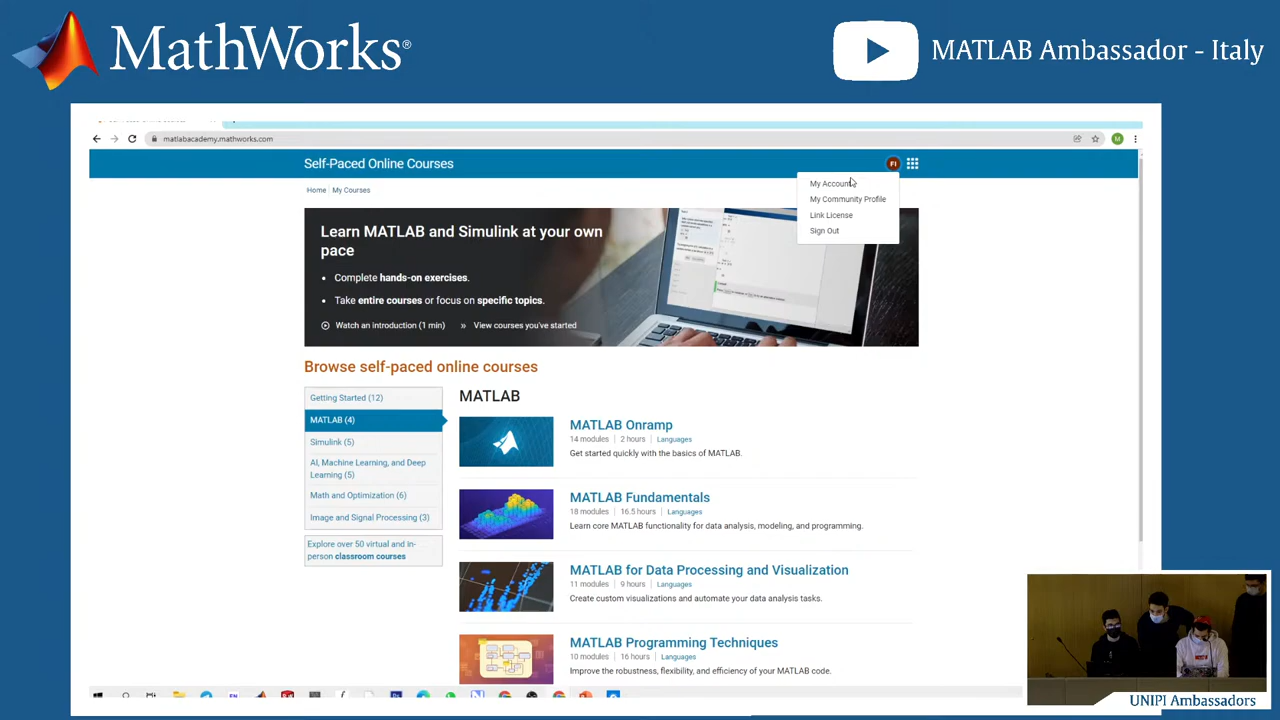 MathWorks®
MATLAB Ambassador - Italy
matlabacademy.mathworks.com
M
Self-Paced Online Courses
FI
Home
My Courses
My Account
My Community Profile
Link License
Sign Out
Learn MATLAB and Simulink at your own
pace
• Complete hands-on exercises.
• Take entire courses or focus on specific topics.
Watch an introduction (1 min)
» View courses you've started
Browse self-paced online courses
Getting Started (12)
MATLAB (4)
Simulink (5)
AI, Machine Learning, and Deep
Learning (5)
Math and Optimization (6)
Image and Signal Processing (3)
Explore over 50 virtual and in-
person classroom courses
MATLAB
MATLAB Onramp
14 modules | 2 hours | Languages
Get started quickly with the basics of MATLAB.
MATLAB Fundamentals
18 modules | 16.5 hours | Languages
Learn core MATLAB functionality for data analysis, modeling, and programming.
MATLAB for Data Processing and Visualization
11 modules | 9 hours | Languages
Create custom visualizations and automate your data analysis tasks.
MATLAB Programming Techniques
10 modules | 16 hours | Languages
Improve the robustness, flexibility, and efficiency of your MATLAB code.
EN
UNIPI Ambassadors